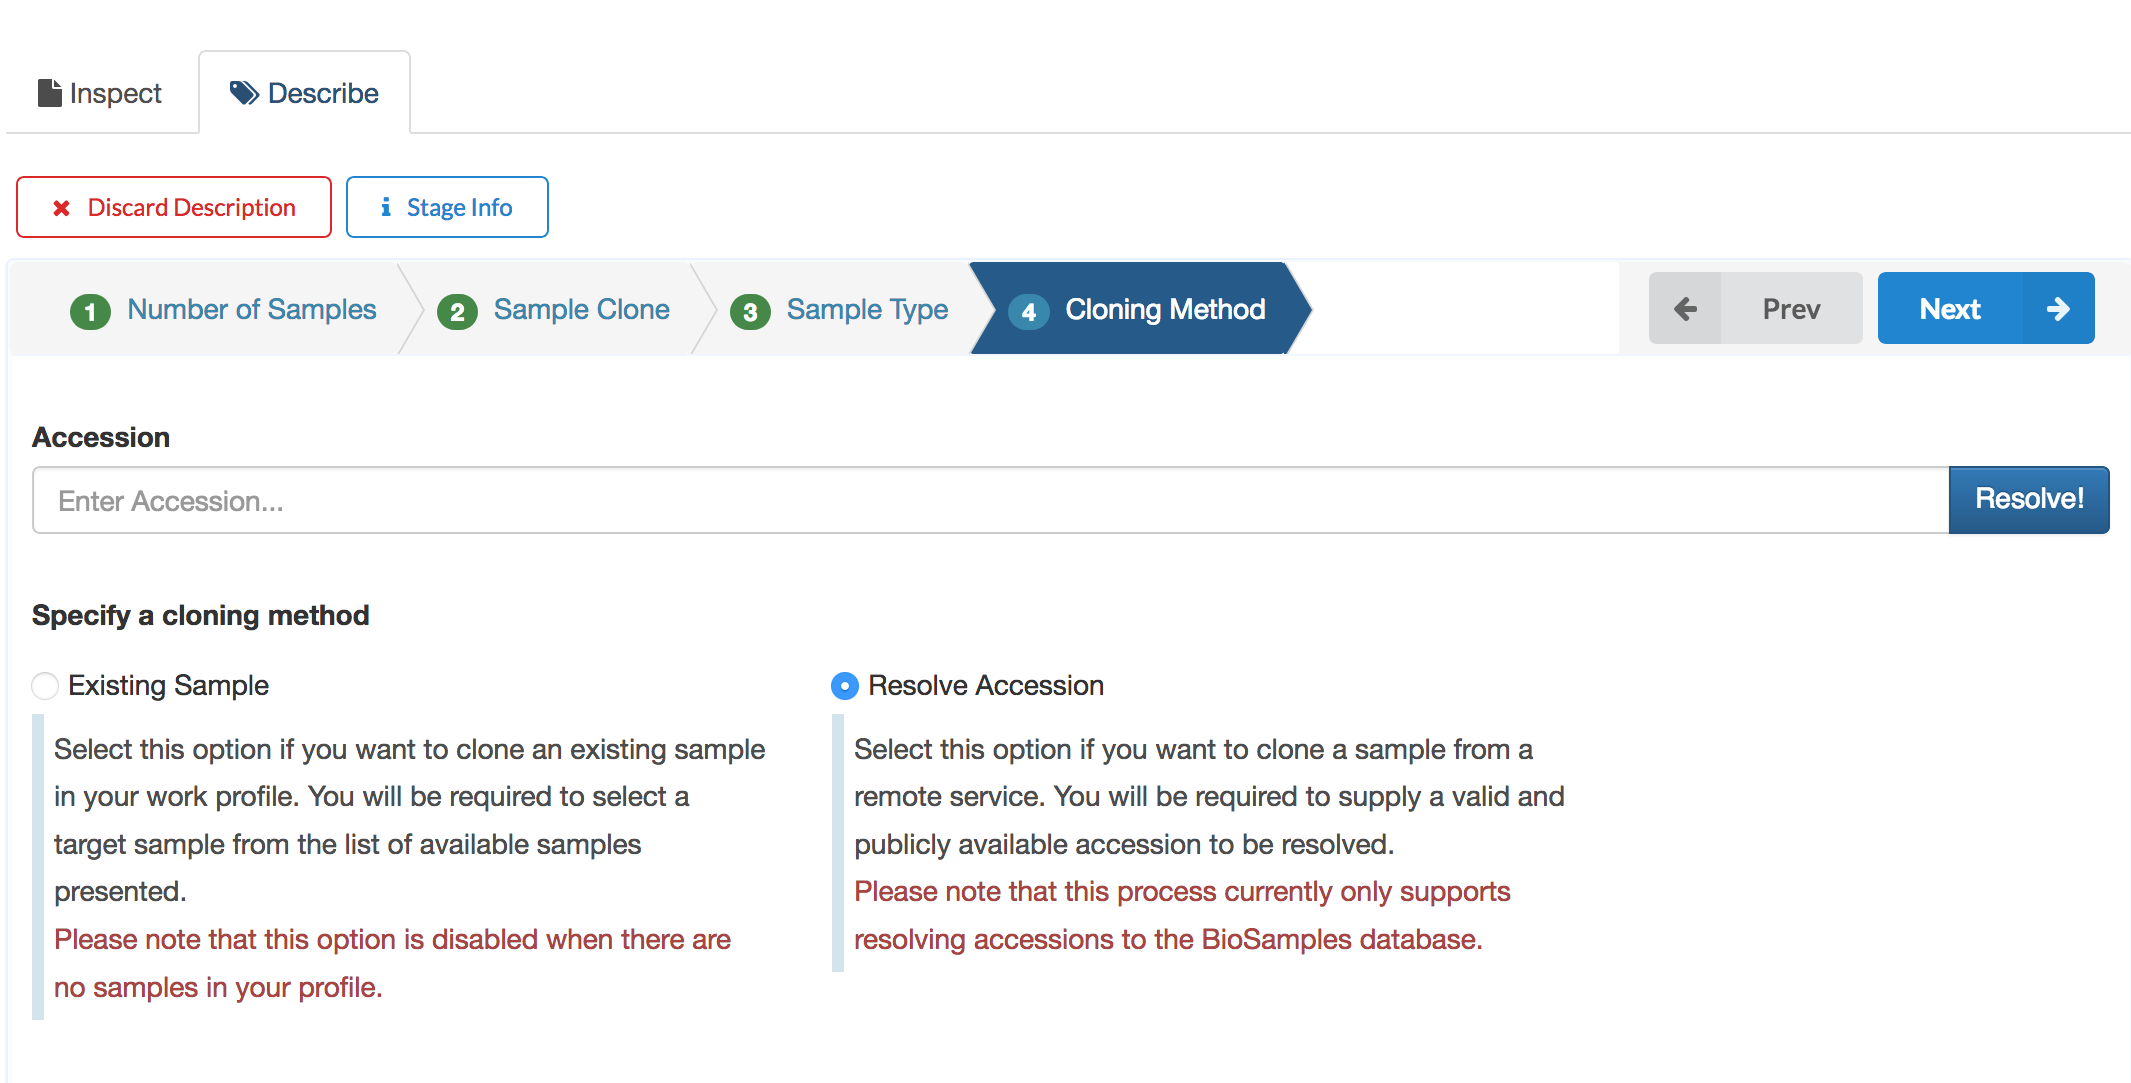 Inspect
Describe
Discard Description
Stage Info
1 Number of Samples
2 Sample Clone
3 Sample Type
4 Cloning Method
Prev
Next
Accession
Enter Accession...
Resolve!
Specify a cloning method
Existing Sample
Select this option if you want to clone an existing sample
in your work profile. You will be required to select a
target sample from the list of available samples
presented.
Please note that this option is disabled when there are
no samples in your profile.
Resolve Accession
Select this option if you want to clone a sample from a
remote service. You will be required to supply a valid and
publicly available accession to be resolved.
Please note that this process currently only supports
resolving accessions to the BioSamples database.